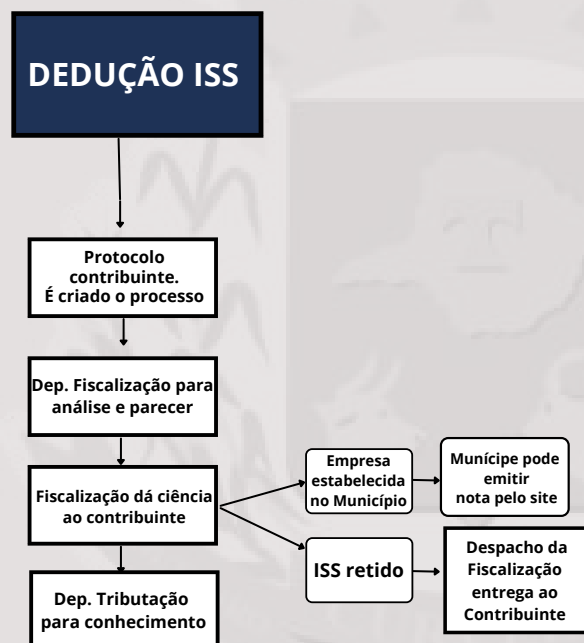 DEDUÇÃO ISS
Protocolo
contribuinte.
É criado o processo
Dep. Fiscalização para
análise e parecer
Fiscalização dá ciência
ao contribuinte
Empresa
estabelecida
no Município
Munícipe pode
emitir
nota pelo site
ISS retido
Despacho da
Fiscalização
entrega ao
Contribuinte
Dep. Tributação
para conhecimento